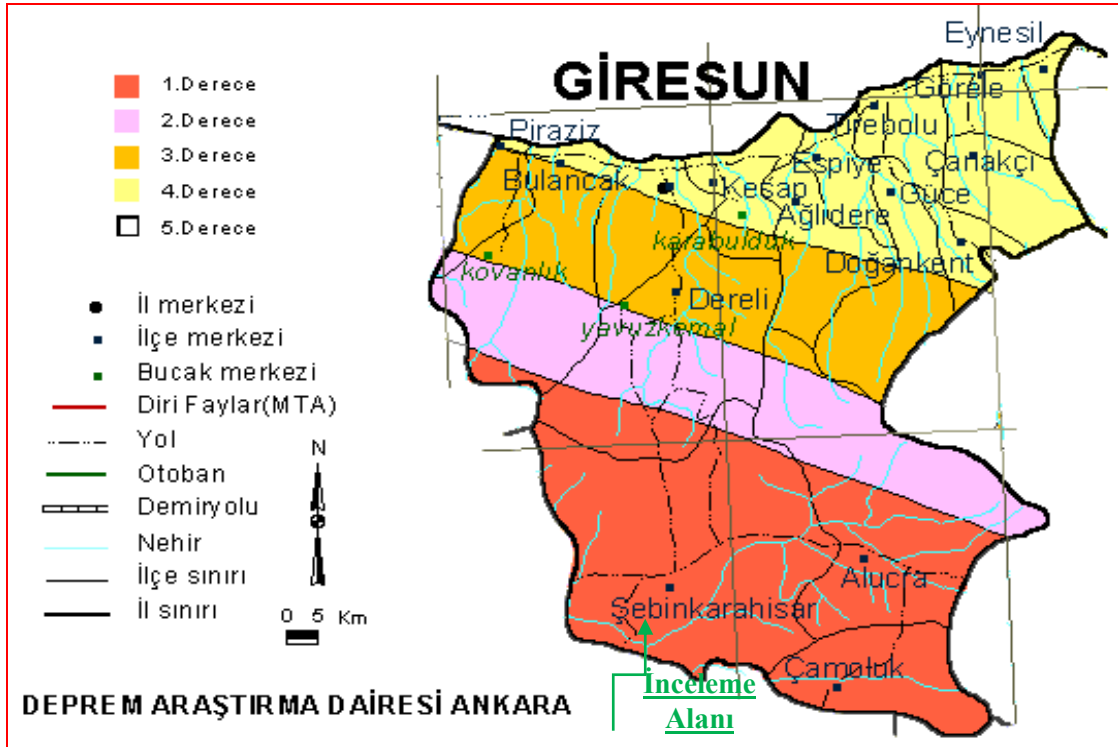 GİRESUN
1.Derece
2.Derece
3.Derece
4.Derece
5.Derece
İl merkezi
İlçe merkezi
Bucak merkezi
Diri Faylar(MTA)
Yol
Otoban
Demiryolu
Nehir
İlçe sınırı
İl sınırı
N
0 5 Km
DEPREM ARAŞTIRMA DAİRESİ ANKARA
Eynesil
Görele
Tirebolu
Piraziz
Espiye
Çanakçı
Bulancak
Keşap
Güce
Ağlıdere
karabulduk
Doğankent
kovanlık
Dereli
yavuzkemal
Alucra
Şebinkarahisar
Çamoluk
İnceleme
Alanı